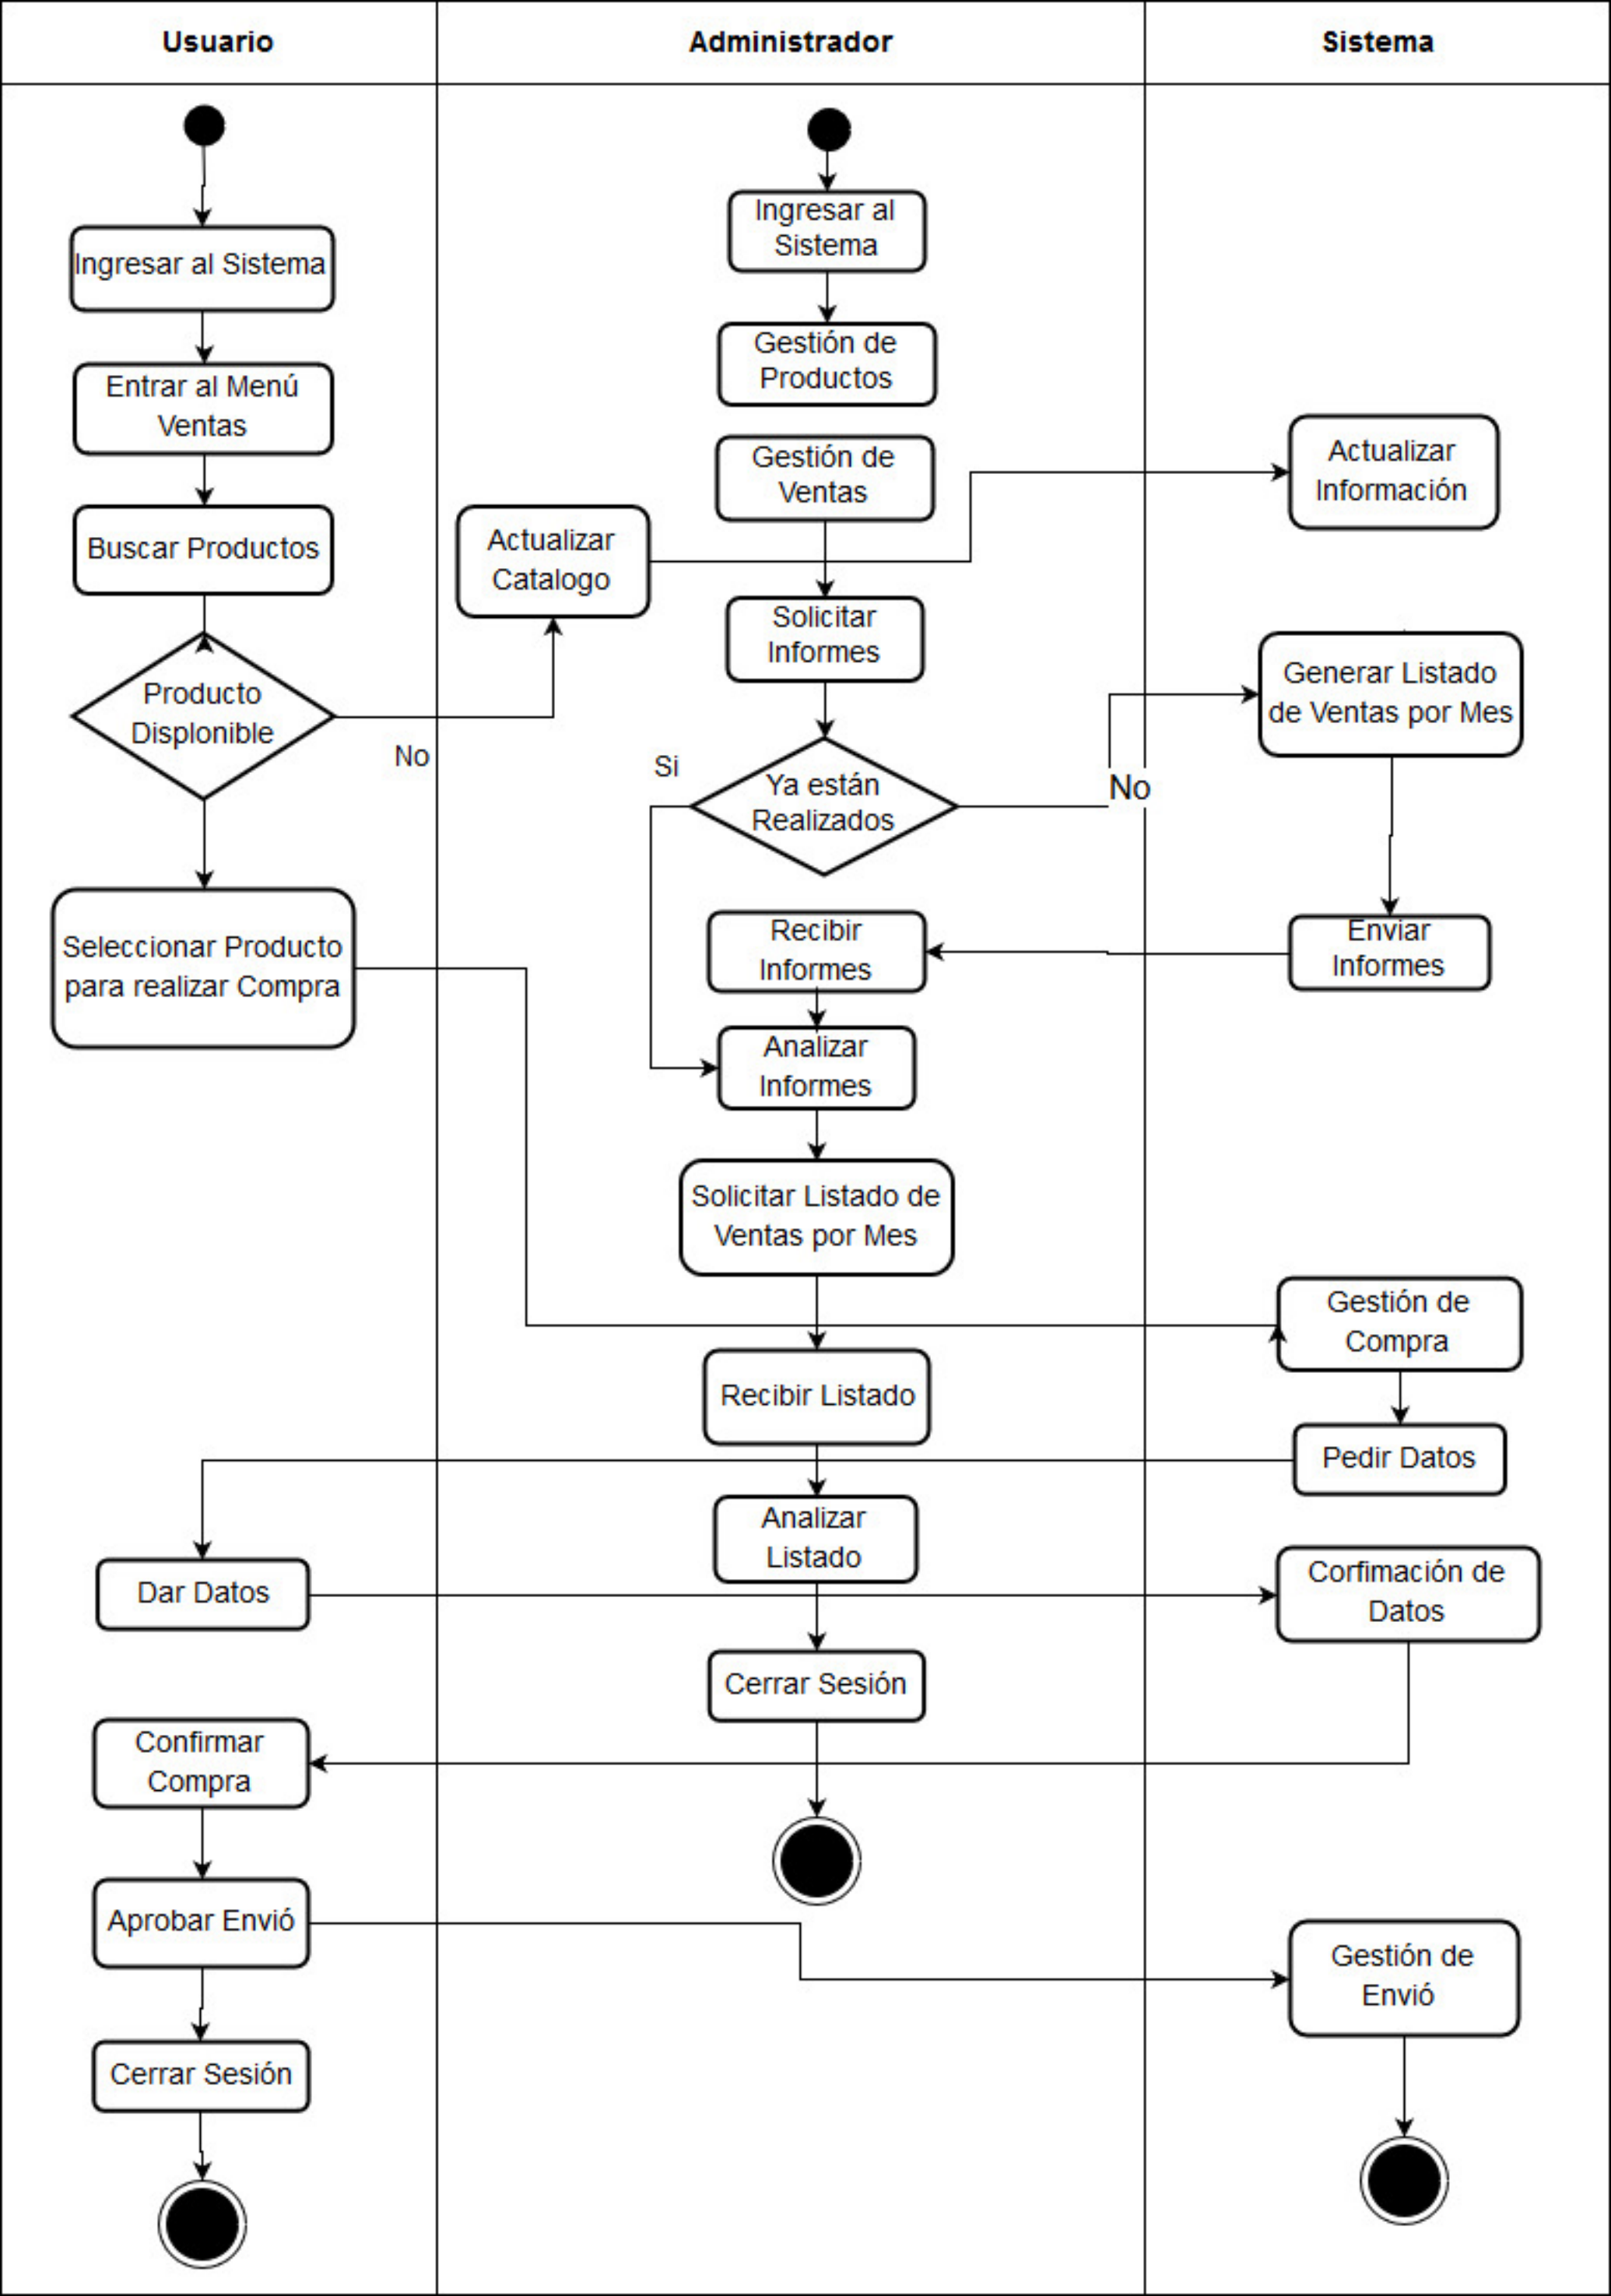 Usuario
Administrador
Sistema
Ingresar al Sistema
Entrar al Menú
Ventas
Buscar Productos
Producto
Displonible
No
Seleccionar Producto
para realizar Compra
Dar Datos
Confirmar
Compra
Aprobar Envió
Cerrar Sesión
Ingresar al
Sistema
Gestión de
Productos
Gestión de
Ventas
Actualizar
Catalogo
Solicitar
Informes
Si
Ya están
Realizados
No
Recibir
Informes
Analizar
Informes
Solicitar Listado de
Ventas por Mes
Recibir Listado
Analizar
Listado
Cerrar Sesión
Actualizar
Información
Generar Listado
de Ventas por Mes
Enviar
Informes
Gestión de
Compra
Pedir Datos
Corfimación de
Datos
Gestión de
Envió